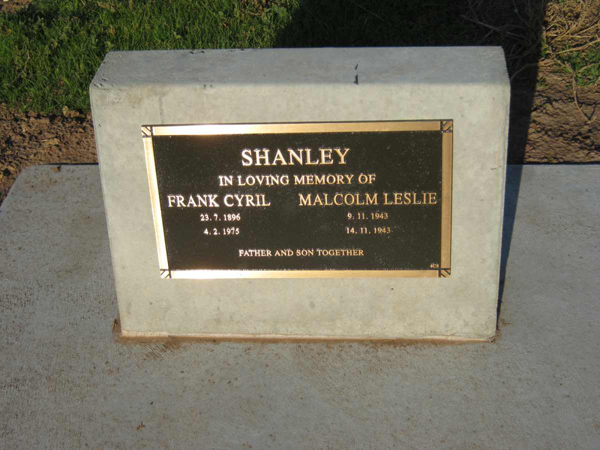 SHANLEY
IN LOVING MEMORY OF
FRANK CYRIL MALCOLM LESLIE
23. 7. 1896 9. 11. 1943
4. 2. 1975 14. 11. 1943
FATHER AND SON TOGETHER